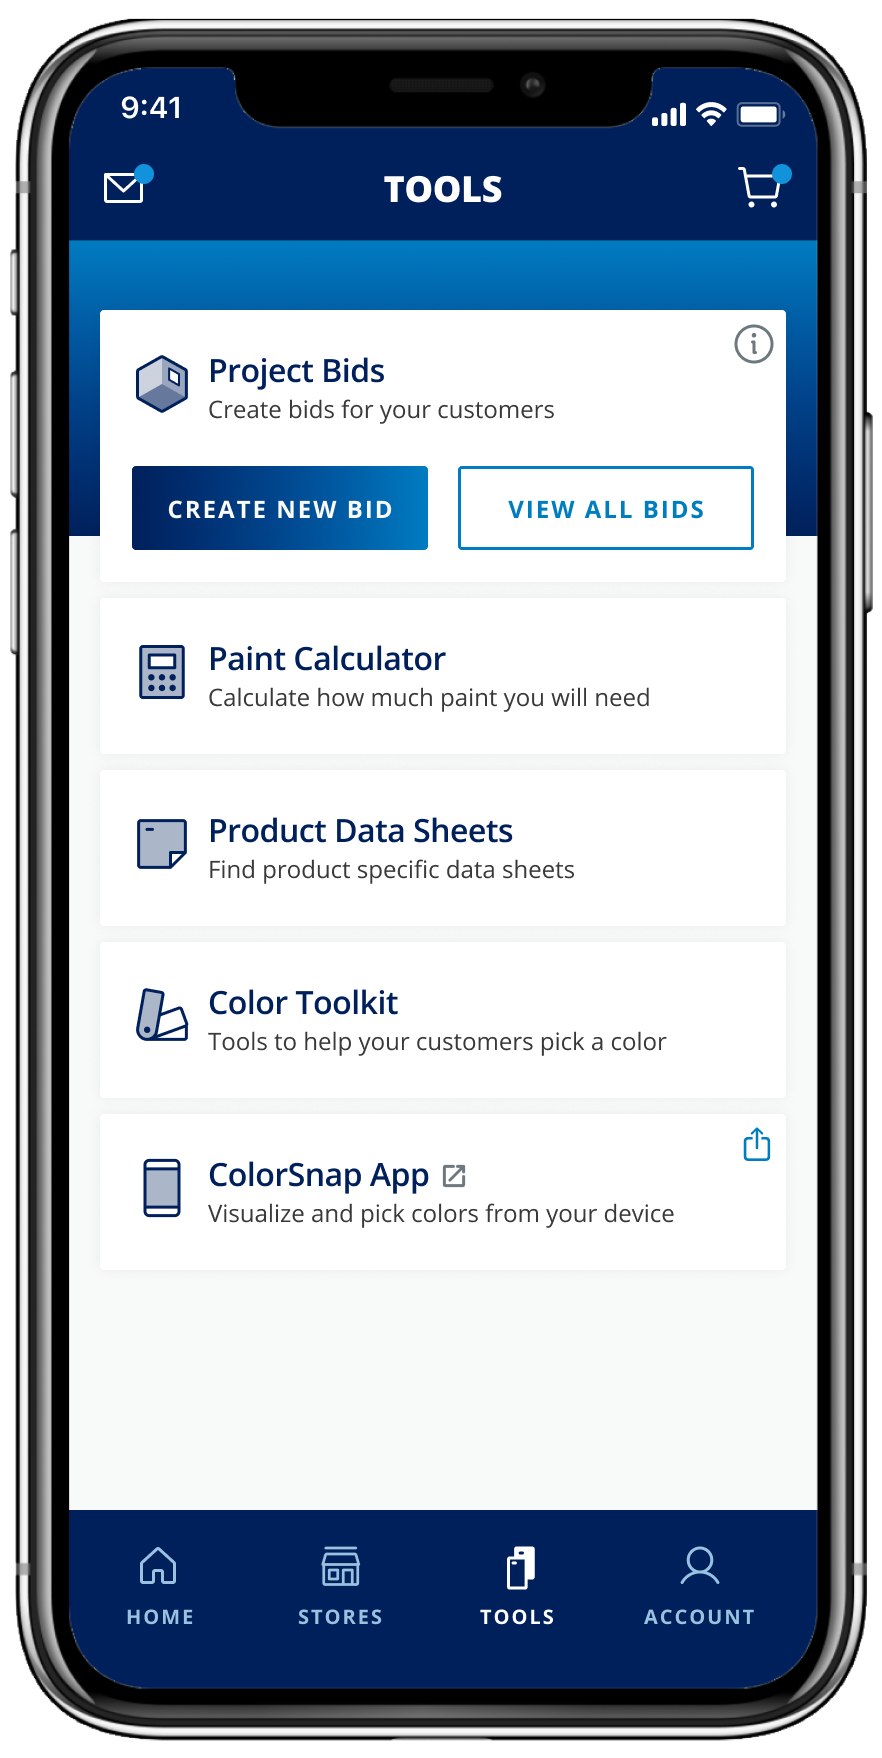 9:41
TOOLS
Project Bids
Create bids for your customers
CREATE NEW BID
VIEW ALL BIDS
Paint Calculator
Calculate how much paint you will need
Product Data Sheets
Find product specific data sheets
Color Toolkit
Tools to help your customers pick a color
ColorSnap App
Visualize and pick colors from your device
HOME
STORES
TOOLS
ACCOUNT